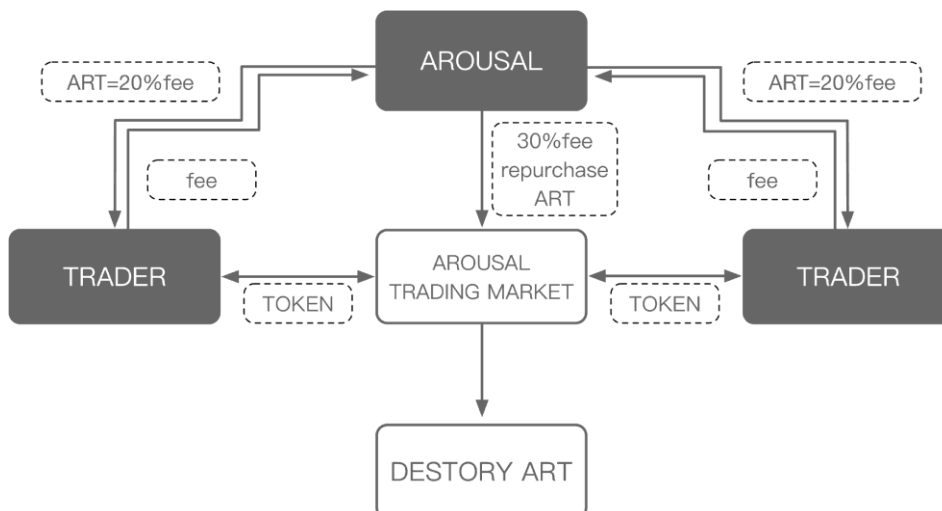 AROUSAL
ART=20%fee
ART=20%fee
30%fee
repurchase
ART
fee
fee
TRADER
AROUSAL
TRADING MARKET
TRADER
TOKEN
TOKEN
DESTORY ART